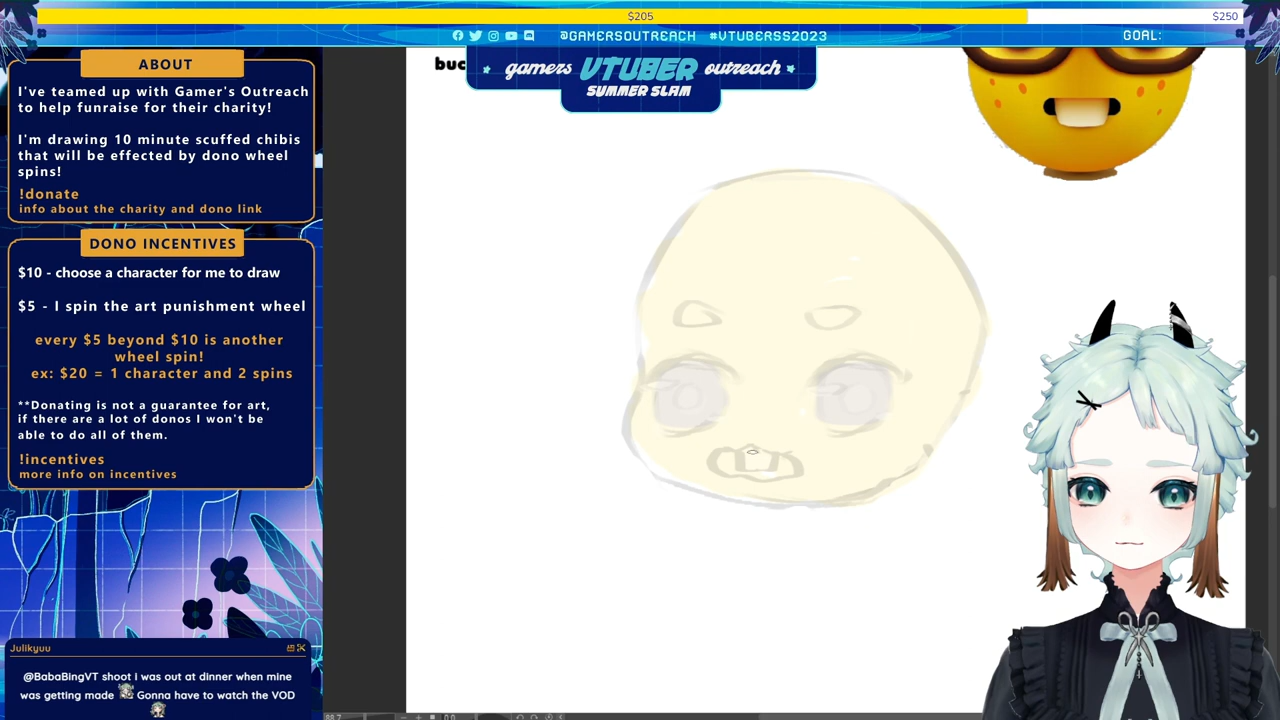 $205
$250
@GAMERSOUTREACH #VTUBERSS2023
GOAL:
ABOUT
I've teamed up with Gamer's Outreach
to help funraise for their charity!
I'm drawing 10 minute scuffed chibis
that will be effected by dono wheel
spins!
!donate
info about the charity and dono link
DONO INCENTIVES
$10 - choose a character for me to draw
$5 - I spin the art punishment wheel
every $5 beyond $10 is another
wheel spin!
ex: $20 = 1 character and 2 spins
**Donating is not a guarantee for art,
if there are a lot of donos I won't be
able to do all of them.
!incentives
more info on incentives
Julikyuu
@BabaBingVT shoot i was out at dinner when mine
was getting made Gonna have to watch the VOD
buc
gamers VTUBER outreach
SUMMER SLAM